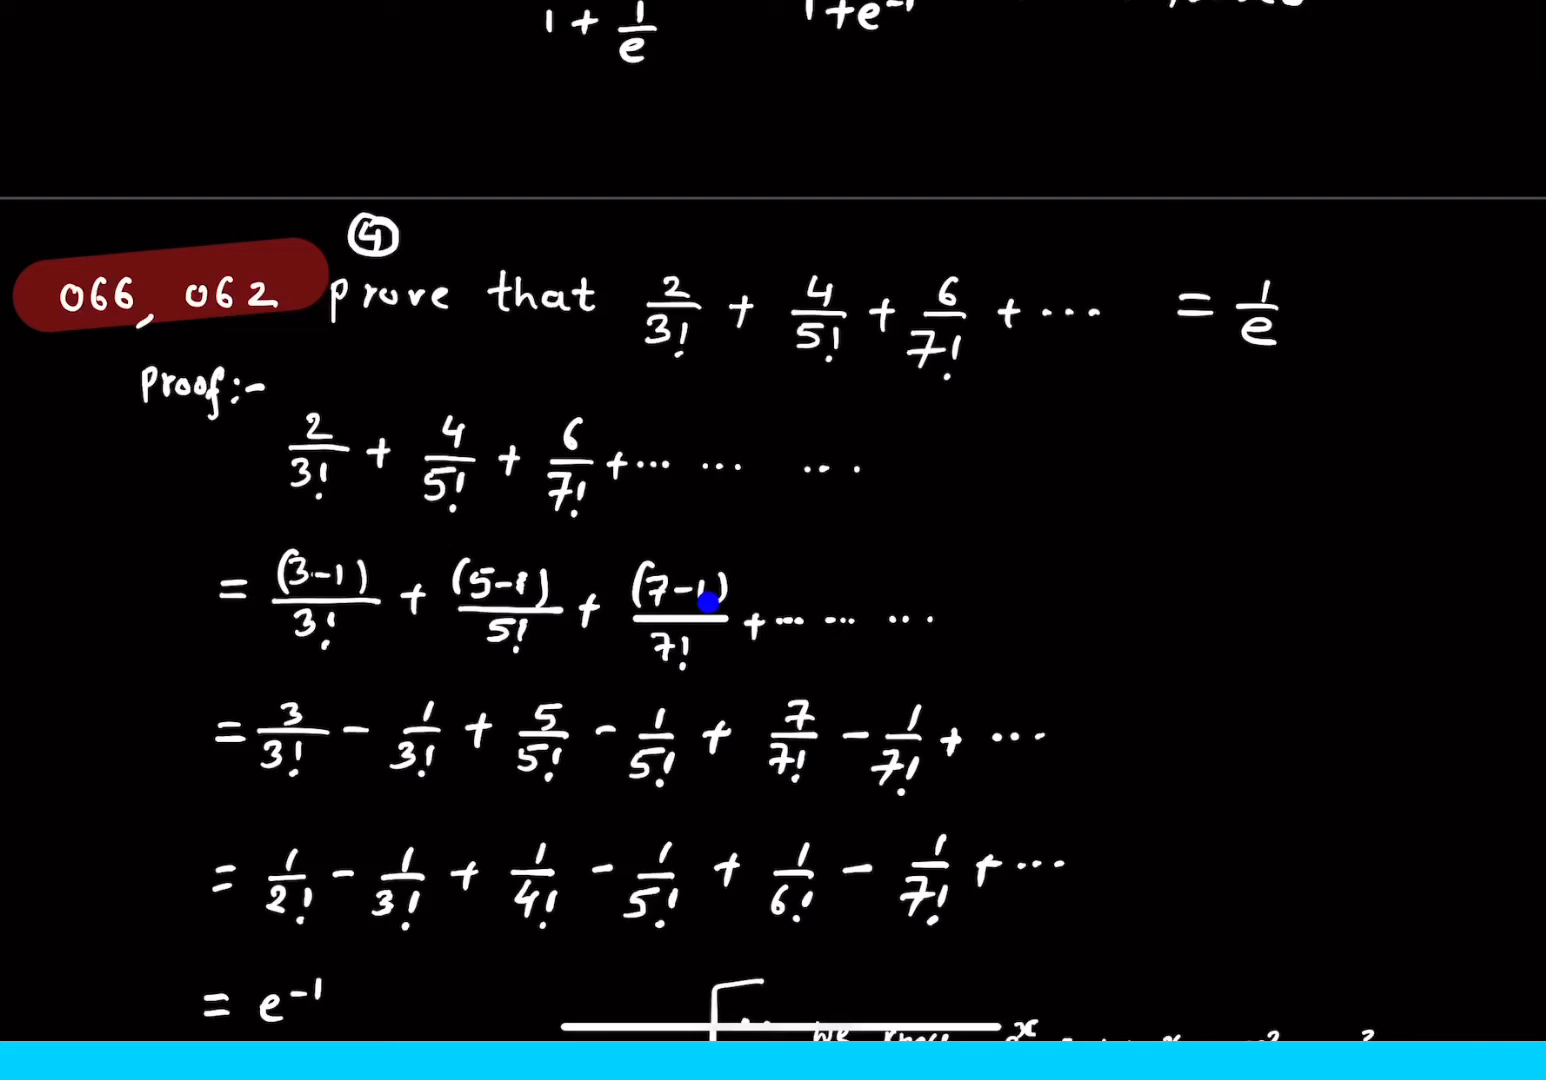 1 + 1/e 1+e⁻¹
④
066, 062 prove that 2/3! + 4/5! + 6/7! + ... = 1/e
Proof:-
2/3! + 4/5! + 6/7! + ... ... ...
= (3-1)/3! + (5-1)/5! + (7-1)/7! + ... ... ...
= 3/3! - 1/3! + 5/5! - 1/5! + 7/7! - 1/7! + ...
= 1/2! - 1/3! + 1/4! - 1/5! + 1/6! - 1/7! + ...
= e⁻¹